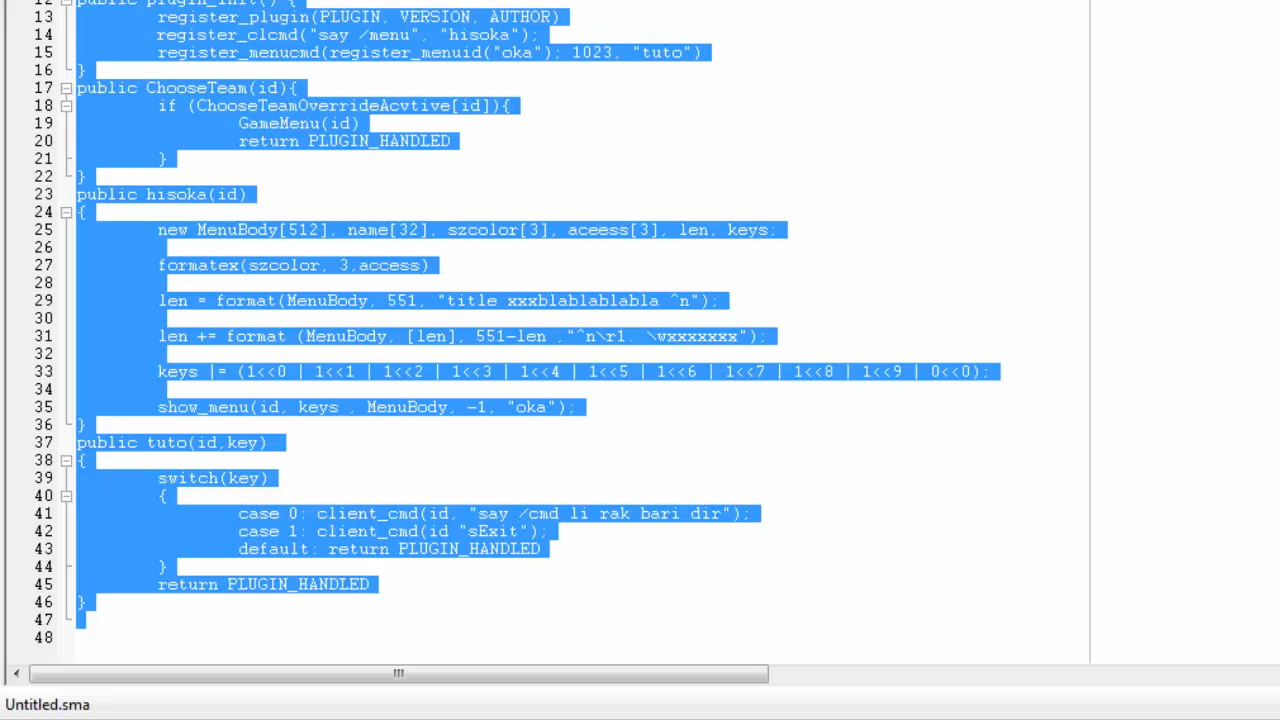 12 public plugin_init() {
13 register_plugin(PLUGIN, VERSION, AUTHOR)
14 register_clcmd("say /menu", "hisoka");
15 register_menucmd(register_menuid("oka"); 1023, "tuto")
16 }
17 public ChooseTeam(id){
18 if (ChooseTeamOverrideAcvtive[id]){
19 GameMenu(id)
20 return PLUGIN_HANDLED
21 }
22 }
23 public hisoka(id)
24 {
25 new MenuBody[512], name[32], szcolor[3], aceess[3], len, keys;
26
27 formatex(szcolor, 3,access)
28
29 len = format(MenuBody, 551, "title xxxblablablabla ^n");
30
31 len += format (MenuBody, [len], 551-len ,"^n\r1. \wxxxxxxx");
32
33 keys |= (1<<0 | 1<<1 | 1<<2 | 1<<3 | 1<<4 | 1<<5 | 1<<6 | 1<<7 | 1<<8 | 1<<9 | 0<<0);
34
35 show_menu(id, keys , MenuBody, -1, "oka");
36 }
37 public tuto(id,key)
38 {
39 switch(key)
40 {
41 case 0: client_cmd(id, "say /cmd li rak bari dir");
42 case 1: client_cmd(id "sExit");
43 default: return PLUGIN_HANDLED
44 }
45 return PLUGIN_HANDLED
46 }
47
48
Untitled.sma